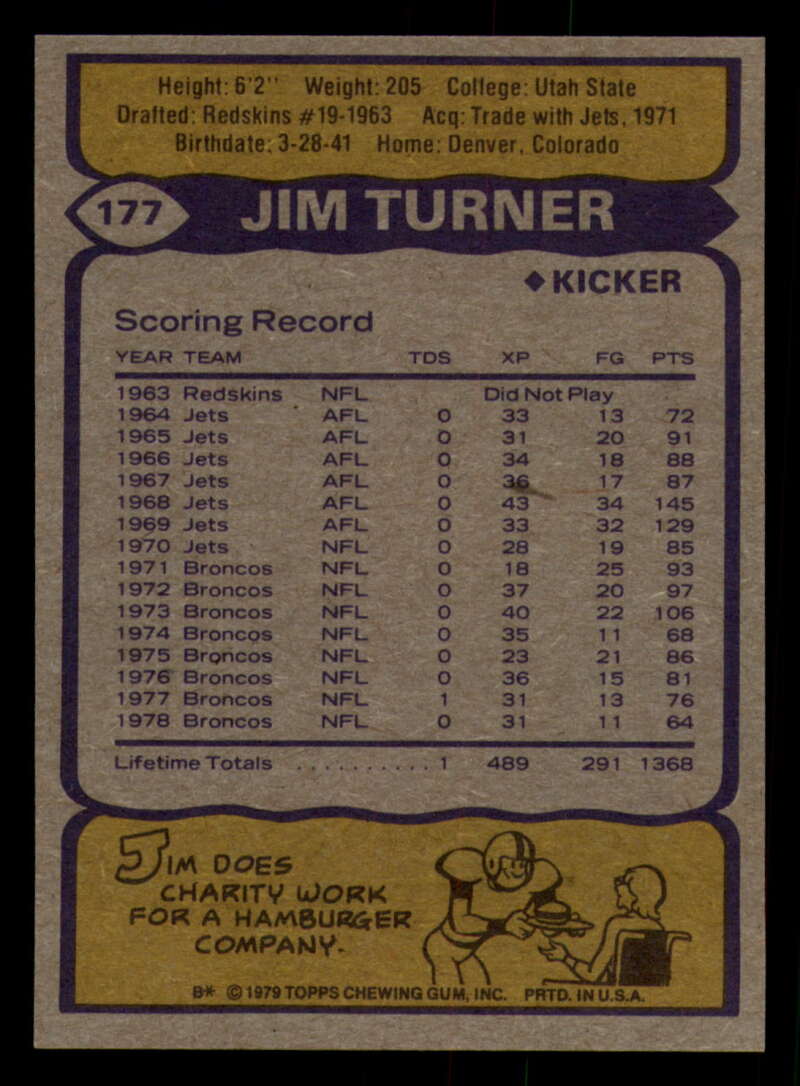 Height: 6'2" Weight: 205 College: Utah State
Drafted: Redskins #19-1963 Acq: Trade with Jets, 1971
Birthdate: 3-28-41 Home: Denver, Colorado
177 JIM TURNER
◆KICKER
Scoring Record
YEAR TEAM TDS XP FG PTS
1963 Redskins NFL Did Not Play
1964 Jets AFL 0 33 13 72
1965 Jets AFL 0 31 20 91
1966 Jets AFL 0 34 18 88
1967 Jets AFL 0 36 17 87
1968 Jets AFL 0 43 34 145
1969 Jets AFL 0 33 32 129
1970 Jets NFL 0 28 19 85
1971 Broncos NFL 0 18 25 93
1972 Broncos NFL 0 37 20 97
1973 Broncos NFL 0 40 22 106
1974 Broncos NFL 0 35 11 68
1975 Broncos NFL 0 23 21 86
1976 Broncos NFL 0 36 15 81
1977 Broncos NFL 1 31 13 76
1978 Broncos NFL 0 31 11 64
Lifetime Totals .......... 1 489 291 1368
JIM DOES
CHARITY WORK
FOR A HAMBURGER
COMPANY.
B* © 1979 TOPPS CHEWING GUM, INC. PRTD. IN U.S.A.